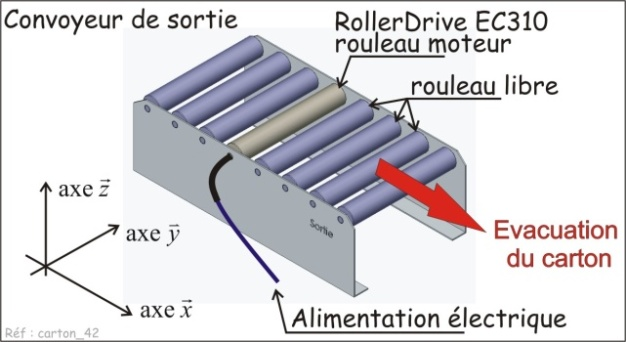 Convoyeur de sortie
RollerDrive EC310
rouleau moteur
rouleau libre
axe z⃗
axe y⃗
axe x⃗
Sortie
Evacuation
du carton
Alimentation électrique
Réf : carton_42